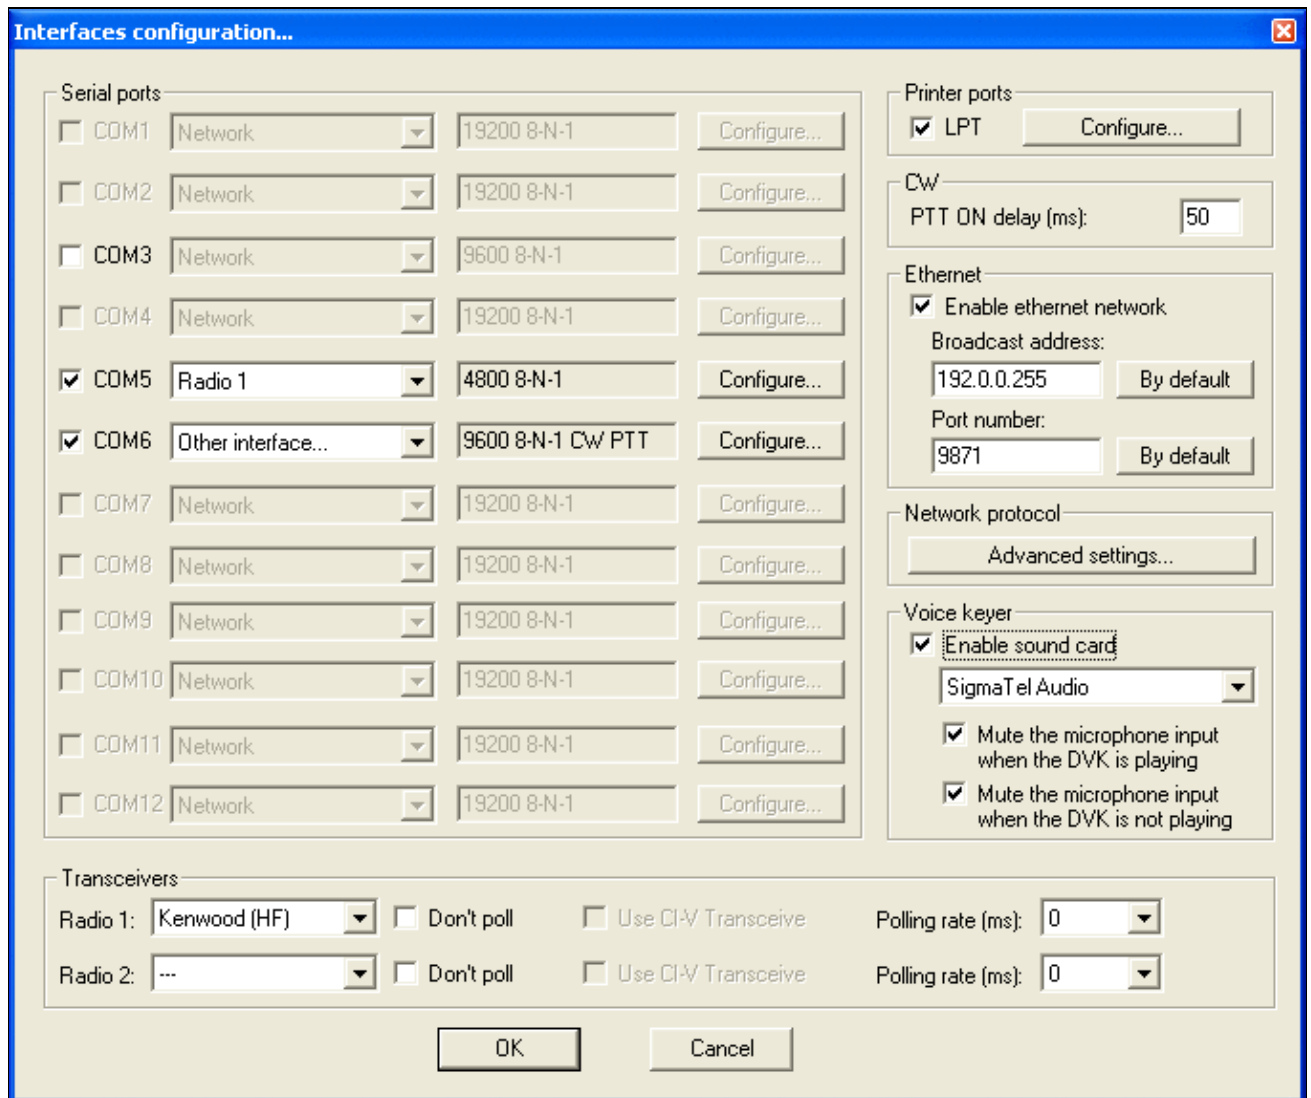 Interfaces configuration...
Serial ports
COM1 Network 19200 8-N-1 Configure...
COM2 Network 19200 8-N-1 Configure...
COM3 Network 9600 8-N-1 Configure...
COM4 Network 19200 8-N-1 Configure...
COM5 Radio 1 4800 8-N-1 Configure...
COM6 Other interface... 9600 8-N-1 CW PTT Configure...
COM7 Network 19200 8-N-1 Configure...
COM8 Network 19200 8-N-1 Configure...
COM9 Network 19200 8-N-1 Configure...
COM10 Network 19200 8-N-1 Configure...
COM11 Network 19200 8-N-1 Configure...
COM12 Network 19200 8-N-1 Configure...
Printer ports
LPT Configure...
CW
PTT ON delay (ms): 50
Ethernet
Enable ethernet network
Broadcast address:
192.0.0.255 By default
Port number:
9871 By default
Network protocol
Advanced settings...
Voice keyer
Enable sound card
SigmaTel Audio
Mute the microphone input
when the DVK is playing
Mute the microphone input
when the DVK is not playing
Transceivers
Radio 1: Kenwood (HF) Don't poll Use CI-V Transceive Polling rate (ms): 0
Radio 2: --- Don't poll Use CI-V Transceive Polling rate (ms): 0
OK Cancel